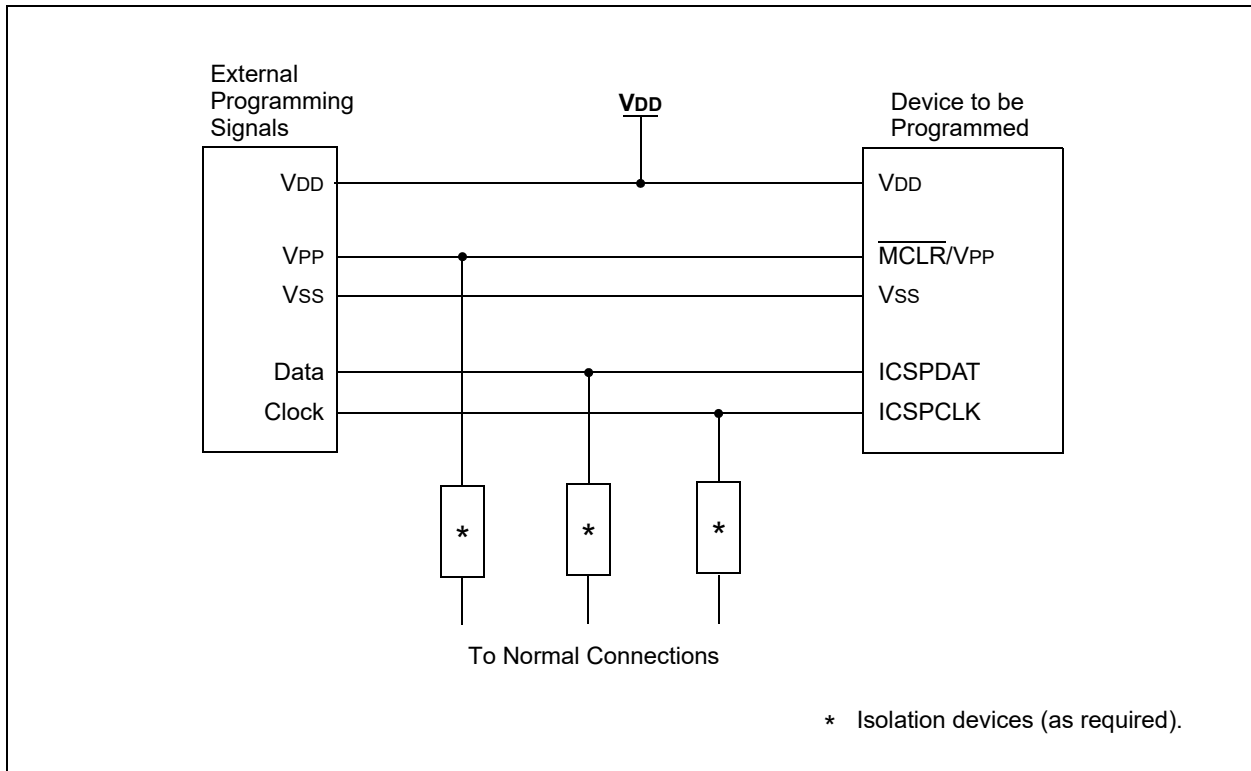 External
Programming
Signals
VDD
Device to be
Programmed
VDD
VDD
VPP
MCLR/VPP
VSS
VSS
Data
ICSPDAT
Clock
ICSPCLK
*
*
*
To Normal Connections
* Isolation devices (as required).